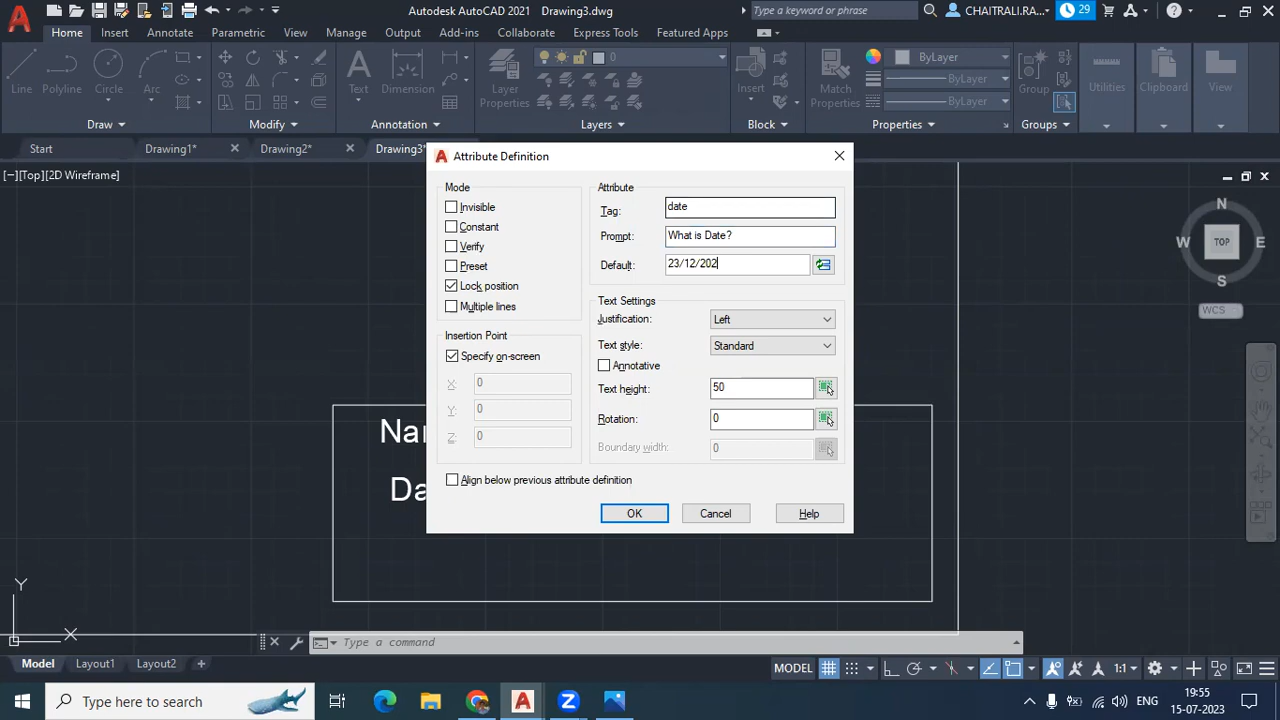 Autodesk AutoCAD 2021 Drawing3.dwg
Type a keyword or phrase
CHAITRALI.RA...
29
Home Insert Annotate Parametric View Manage Output Add-ins Collaborate Express Tools Featured Apps
Line Polyline Circle Arc
Text Dimension
Layer Properties
0
Insert
Match Properties
ByLayer
ByLayer
ByLayer
Group Utilities Clipboard View
Draw Modify Annotation Layers Block Properties Groups
Start Drawing1* Drawing2* Drawing3*
[−][Top][2D Wireframe]
Attribute Definition
Mode
Invisible
Constant
Verify
Preset
Lock position
Multiple lines
Insertion Point
Specify on-screen
X: 0
Y: 0
Z: 0
Align below previous attribute definition
Attribute
Tag: date
Prompt: What is Date?
Default: 23/12/202
Text Settings
Justification: Left
Text style: Standard
Annotative
Text height: 50
Rotation: 0
Boundary width: 0
OK Cancel Help
N
W TOP E
S
WCS
Nar
Da
Y
X
Type a command
Model Layout1 Layout2 +
MODEL 1:1
Type here to search
ENG
19:55
15-07-2023